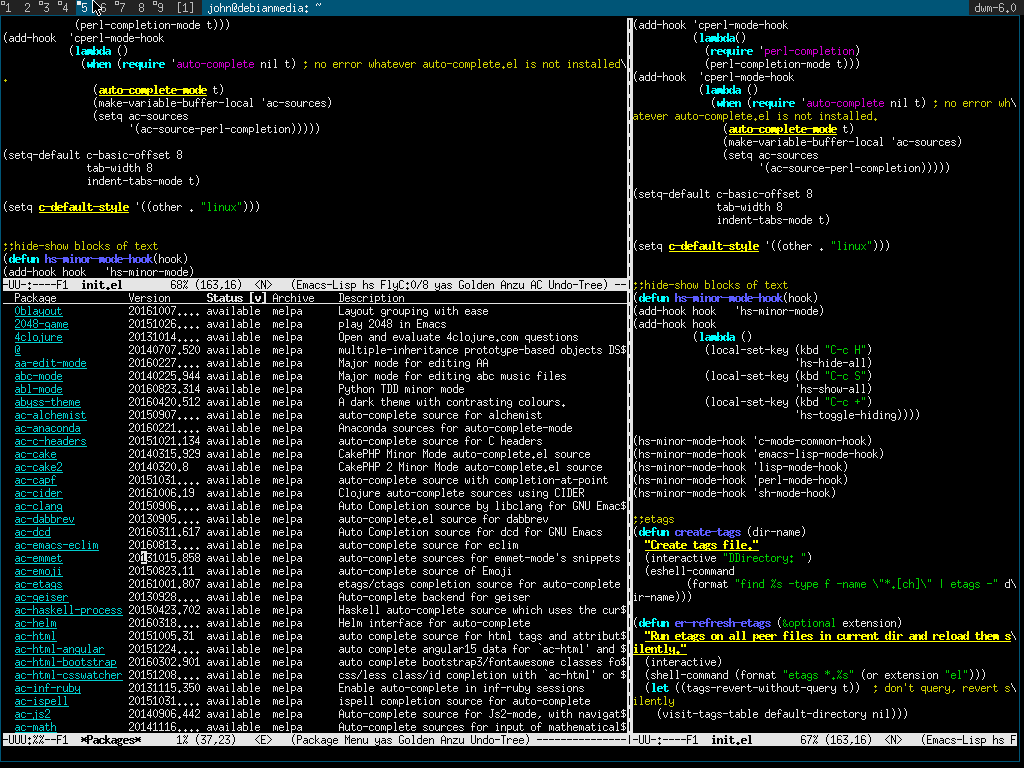 1 2 3 4 5 6 7 8 9 [1] john@debianmedia: ~ dwm-6.0
(perl-completion-mode t)))
(add-hook 'cperl-mode-hook
(lambda ()
(when (require 'auto-complete nil t) ; no error whatever auto-complete.el is not installed\
.
(auto-complete-mode t)
(make-variable-buffer-local 'ac-sources)
(setq ac-sources
'(ac-source-perl-completion)))))
(setq-default c-basic-offset 8
tab-width 8
indent-tabs-mode t)
(setq c-default-style '((other . "linux")))
;;hide-show blocks of text
(defun hs-minor-mode-hook(hook)
(add-hook hook 'hs-minor-mode)
-UU-:----F1 init.el 68% (163,16) <N> (Emacs-Lisp hs FlyC:0/8 yas Golden Anzu AC Undo-Tree) --
Package Version Status [v] Archive Description
0blayout 20161007.... available melpa Layout grouping with ease
2048-game 20151026.... available melpa play 2048 in Emacs
4clojure 20131014.... available melpa Open and evaluate 4clojure.com questions
@ 20140707.520 available melpa multiple-inheritance prototype-based objects DS$
aa-edit-mode 20160227.... available melpa Major mode for editing AA
abc-mode 20140225.944 available melpa Major mode for editing abc music files
abl-mode 20160823.314 available melpa Python TDD minor mode
abyss-theme 20160420.512 available melpa A dark theme with contrasting colours.
ac-alchemist 20150907.... available melpa auto-complete source for alchemist
ac-anaconda 20160221.... available melpa Anaconda sources for auto-complete-mode
ac-c-headers 20151021.134 available melpa auto-complete source for C headers
ac-cake 20140315.929 available melpa CakePHP Minor Mode auto-complete.el source
ac-cake2 20140320.8 available melpa CakePHP 2 Minor Mode auto-complete.el source
ac-capf 20151031.... available melpa auto-complete source with completion-at-point
ac-cider 20161006.19 available melpa Clojure auto-complete sources using CIDER
ac-clang 20150906.... available melpa Auto Completion source by libclang for GNU Emac$
ac-dabbrev 20130905.... available melpa auto-complete.el source for dabbrev
ac-dcd 20160311.617 available melpa Auto Completion source for dcd for GNU Emacs
ac-emacs-eclim 20160813.... available melpa auto-complete source for eclim
ac-emmet 20131015.858 available melpa auto-complete sources for emmet-mode's snippets
ac-emoji 20150823.11 available melpa auto-complete source of Emoji
ac-etags 20161001.807 available melpa etags/ctags completion source for auto-complete
ac-geiser 20130928.... available melpa Auto-complete backend for geiser
ac-haskell-process 20150423.702 available melpa Haskell auto-complete source which uses the cur$
ac-helm 20160318.... available melpa Helm interface for auto-complete
ac-html 20151005.31 available melpa auto complete source for html tags and attribut$
ac-html-angular 20151224.... available melpa auto complete angular15 data for `ac-html' and $
ac-html-bootstrap 20160302.901 available melpa auto complete bootstrap3/fontawesome classes fo$
ac-html-csswatcher 20151208.... available melpa css/less class/id completion with `ac-html' or $
ac-inf-ruby 20131115.350 available melpa Enable auto-complete in inf-ruby sessions
ac-ispell 20151031.... available melpa ispell completion source for auto-complete
ac-js2 20140906.442 available melpa Auto-complete source for Js2-mode, with navigat$
ac-math 20141116.... available melpa Auto-complete sources for input of mathematical$
-UUU:%%--F1 *Packages* 1% (37,23) <E> (Package Menu yas Golden Anzu Undo-Tree) ---------------
(add-hook 'cperl-mode-hook
(lambda()
(require 'perl-completion)
(perl-completion-mode t)))
(add-hook 'cperl-mode-hook
(lambda ()
(when (require 'auto-complete nil t) ; no error wh\
atever auto-complete.el is not installed.
(auto-complete-mode t)
(make-variable-buffer-local 'ac-sources)
(setq ac-sources
'(ac-source-perl-completion)))))
(setq-default c-basic-offset 8
tab-width 8
indent-tabs-mode t)
(setq c-default-style '((other . "linux")))
;;hide-show blocks of text
(defun hs-minor-mode-hook(hook)
(add-hook hook 'hs-minor-mode)
(add-hook hook
(lambda ()
(local-set-key (kbd "C-c H")
'hs-hide-all)
(local-set-key (kbd "C-c S")
'hs-show-all)
(local-set-key (kbd "C-c +")
'hs-toggle-hiding))))
(hs-minor-mode-hook 'c-mode-common-hook)
(hs-minor-mode-hook 'emacs-lisp-mode-hook)
(hs-minor-mode-hook 'lisp-mode-hook)
(hs-minor-mode-hook 'perl-mode-hook)
(hs-minor-mode-hook 'sh-mode-hook)
;;etags
(defun create-tags (dir-name)
"Create tags file."
(interactive "DDirectory: ")
(eshell-command
(format "find %s -type f -name \"*.[ch]\" | etags -" d\
ir-name)))
(defun er-refresh-etags (&optional extension)
"Run etags on all peer files in current dir and reload them s\
ilently."
(interactive)
(shell-command (format "etags *.%s" (or extension "el")))
(let ((tags-revert-without-query t)) ; don't query, revert s\
ilently
(visit-tags-table default-directory nil)))
-UU-:----F1 init.el 67% (163,16) <N> (Emacs-Lisp hs F